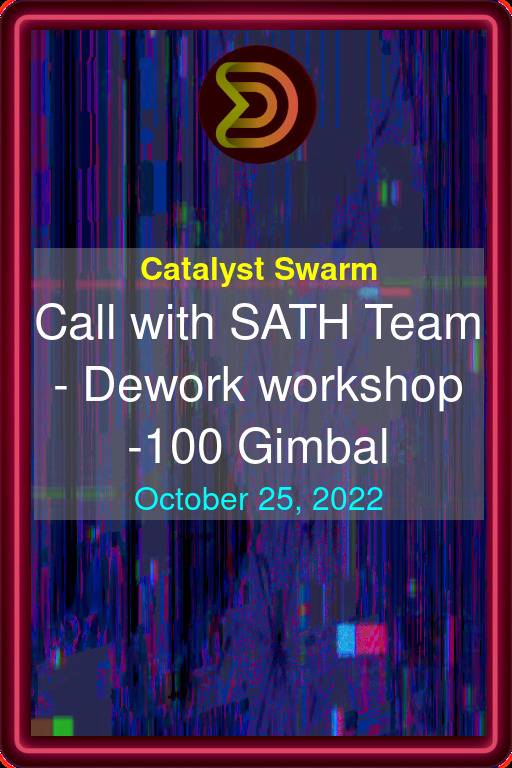 Catalyst Swarm
Call with SATH Team
- Dework workshop
-100 Gimbal
October 25, 2022